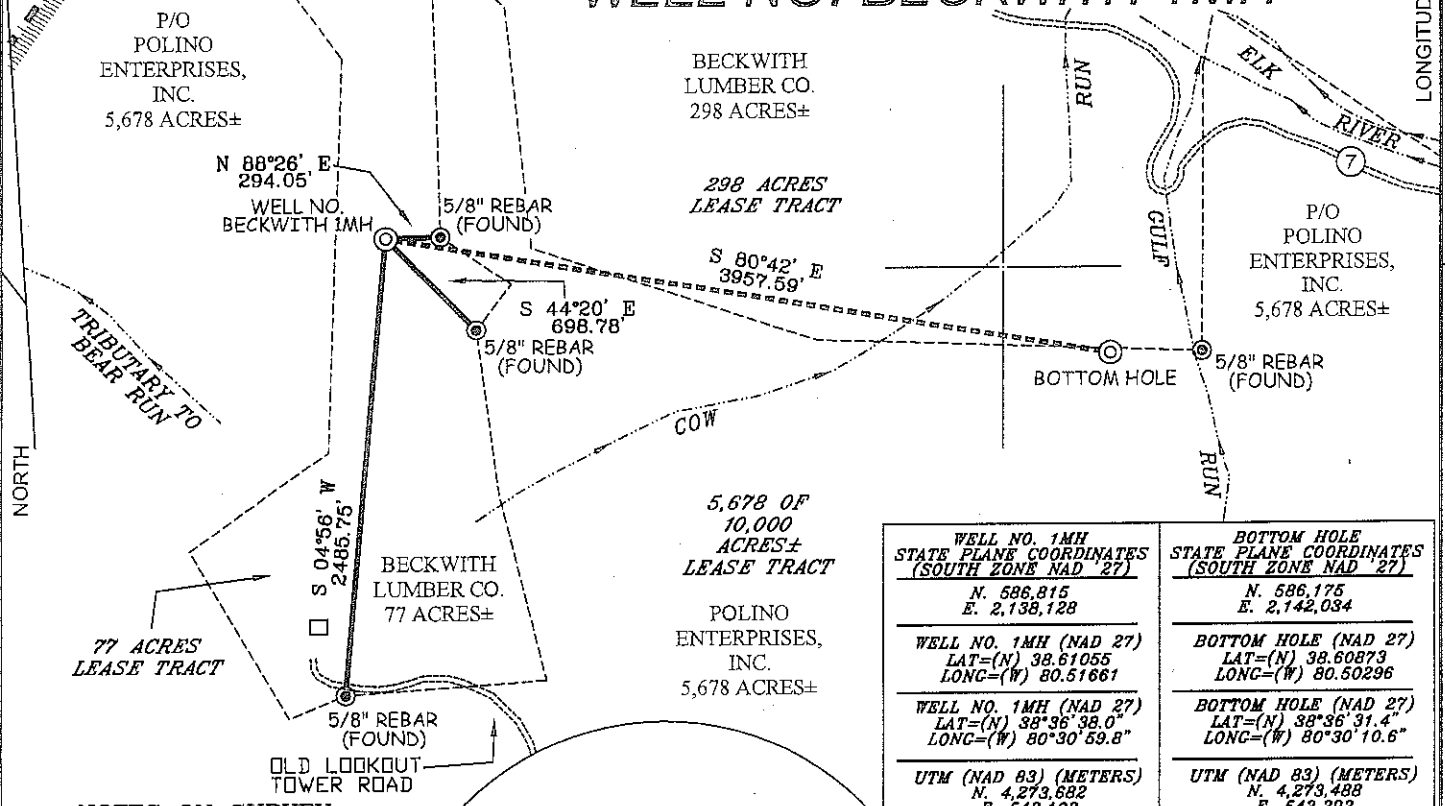 P/O
POLINO
ENTERPRISES,
INC.
5,678 ACRES±
BECKWITH
LUMBER CO.
298 ACRES±
RUN
ELK
RIVER
7
LONGITUD
N 88°26' E
294.05'
WELL NO.
BECKWITH 1MH
5/8" REBAR
(FOUND)
298 ACRES
LEASE TRACT
S 80°42' E
3957.59'
GULF
P/O
POLINO
ENTERPRISES,
INC.
5,678 ACRES±
S 44°20' E
698.78'
5/8" REBAR
(FOUND)
BOTTOM HOLE
5/8" REBAR
(FOUND)
TRIBUTARY TO
BEAR RUN
COW
RUN
NORTH
S 04°56' W
2485.75'
BECKWITH
LUMBER CO.
77 ACRES±
77 ACRES
LEASE TRACT
5,678 OF
10,000
ACRES±
LEASE TRACT
POLINO
ENTERPRISES,
INC.
5,678 ACRES±
5/8" REBAR
(FOUND)
OLD LOOKOUT
TOWER ROAD
WELL NO. 1MH
STATE PLANE COORDINATES
(SOUTH ZONE NAD '27)
N. 586,815
E. 2,138,128
WELL NO. 1MH (NAD 27)
LAT=(N) 38.61055
LONG=(W) 80.51661
WELL NO. 1MH (NAD 27)
LAT=(N) 38°36'38.0"
LONG=(W) 80°30'59.8"
UTM (NAD 83) (METERS)
N. 4,273,682
BOTTOM HOLE
STATE PLANE COORDINATES
(SOUTH ZONE NAD '27)
N. 586,175
E. 2,142,034
BOTTOM HOLE (NAD 27)
LAT=(N) 38.60873
LONG=(W) 80.50296
BOTTOM HOLE (NAD 27)
LAT=(N) 38°36'31.4"
LONG=(W) 80°30'10.6"
UTM (NAD 83) (METERS)
N. 4,273,488